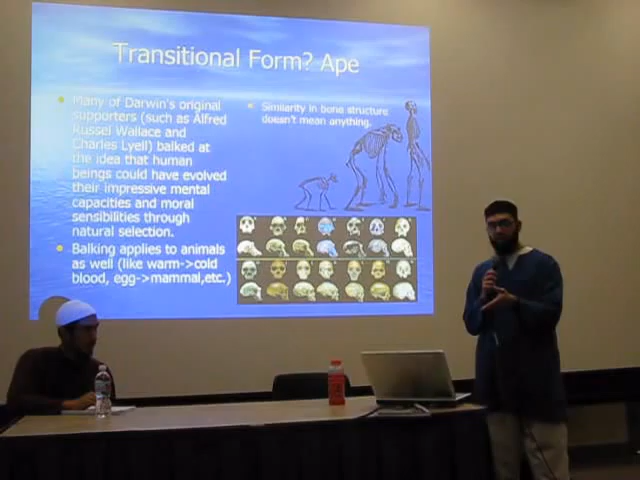 Transitional Form? Ape
Many of Darwin's original
supporters (such as Alfred
Russel Wallace and
Charles Lyell) balked at
the idea that human
beings could have evolved
their impressive mental
capacities and moral
sensibilities through
natural selection.
Balking applies to animals
as well (like warm->cold
blood, egg->mammal,etc.)
Similarity in bone structure
doesn't mean anything.